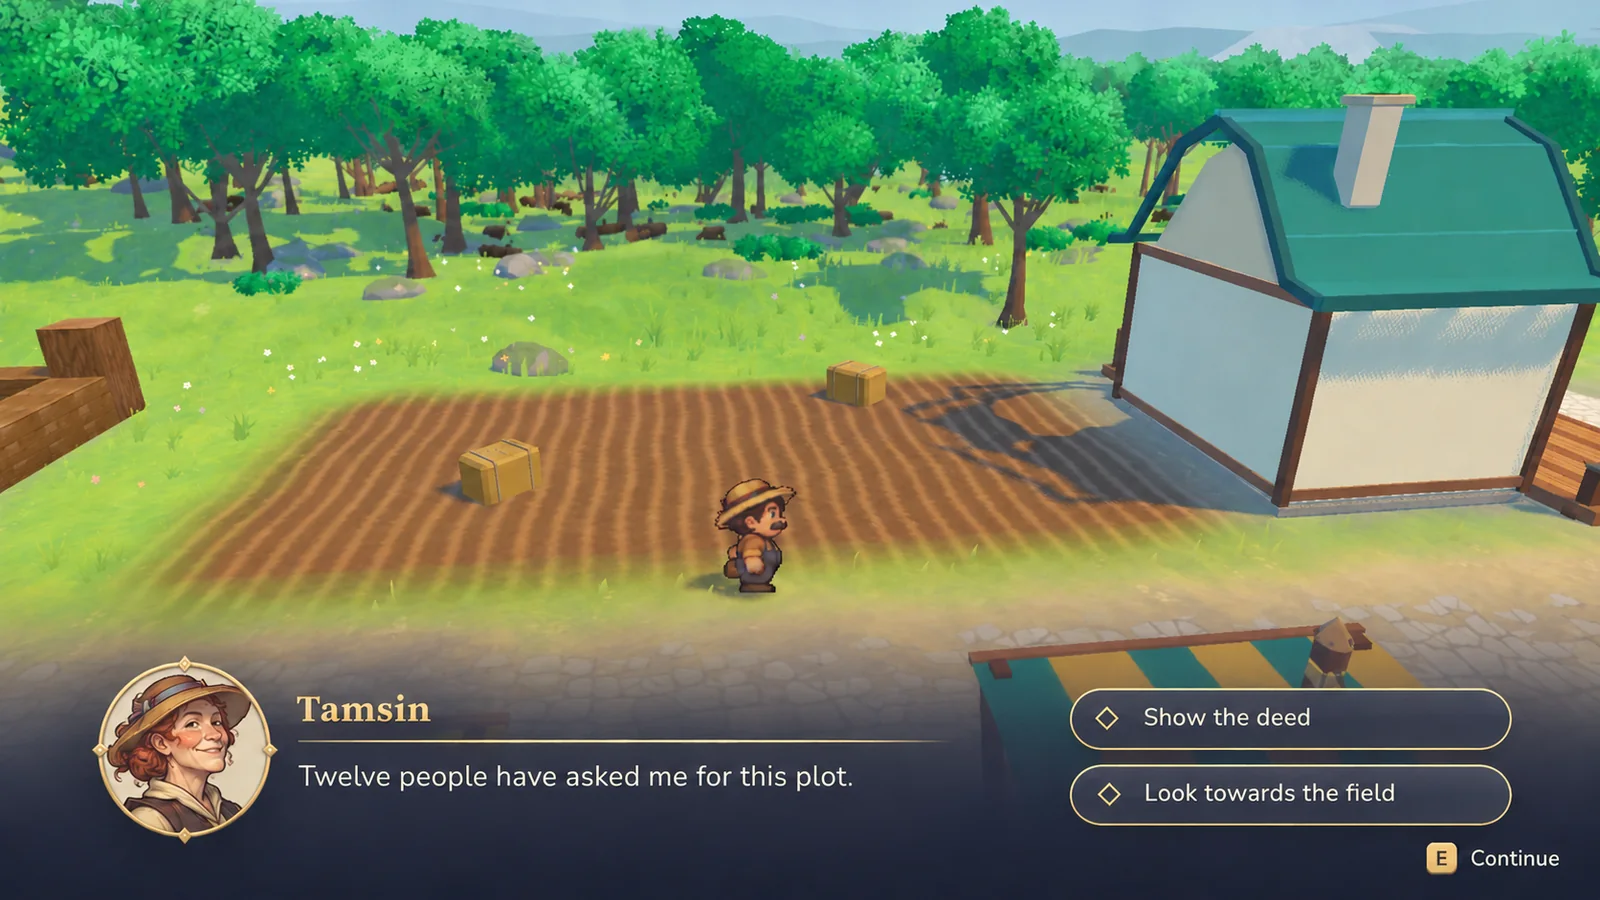 Tamsin
Twelve people have asked me for this plot.
Show the deed
Look towards the field
E Continue